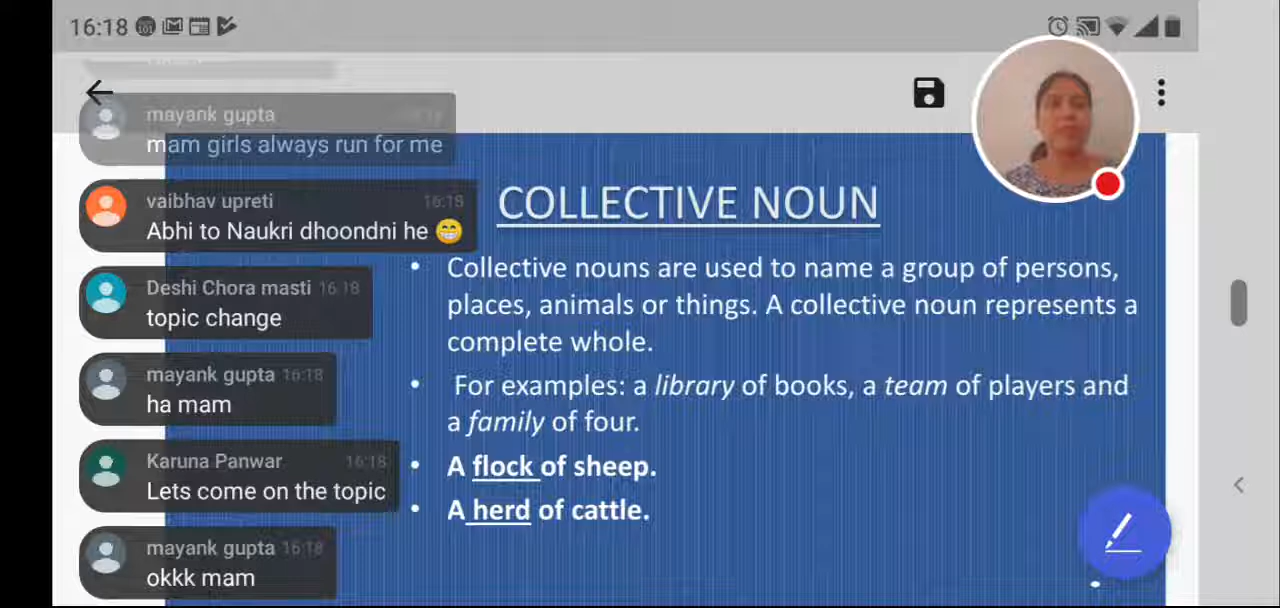 16:18
mayank gupta
mam girls always run for me
vaibhav upreti 16:18
Abhi to Naukri dhoondni he 😁
Deshi Chora masti 16:18
topic change
mayank gupta 16:18
ha mam
Karuna Panwar 16:18
Lets come on the topic
mayank gupta 16:18
okkk mam
COLLECTIVE NOUN
• Collective nouns are used to name a group of persons,
places, animals or things. A collective noun represents a
complete whole.
• For examples: a library of books, a team of players and
a family of four.
• A flock of sheep.
• A herd of cattle.